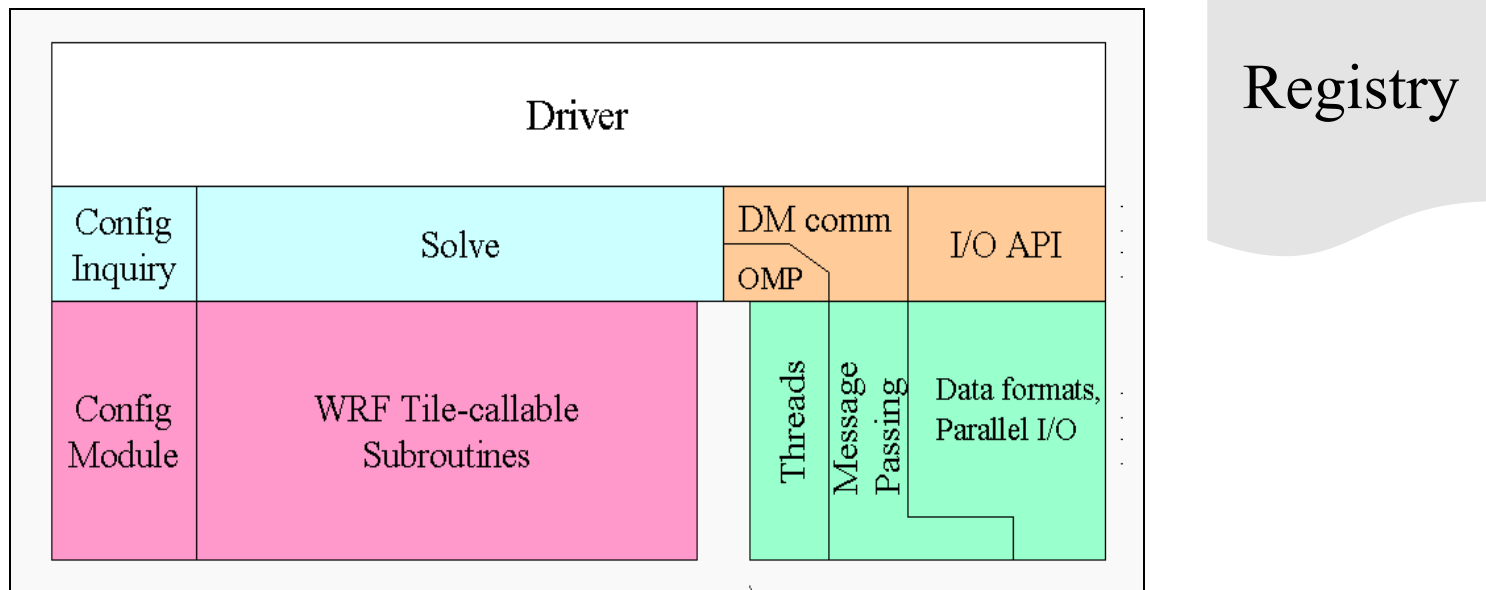 Registry
Driver
Config
Inquiry
Solve
DM comm
OMP
I/O API
Config
Module
WRF Tile-callable
Subroutines
Threads
Message
Passing
Data formats,
Parallel I/O